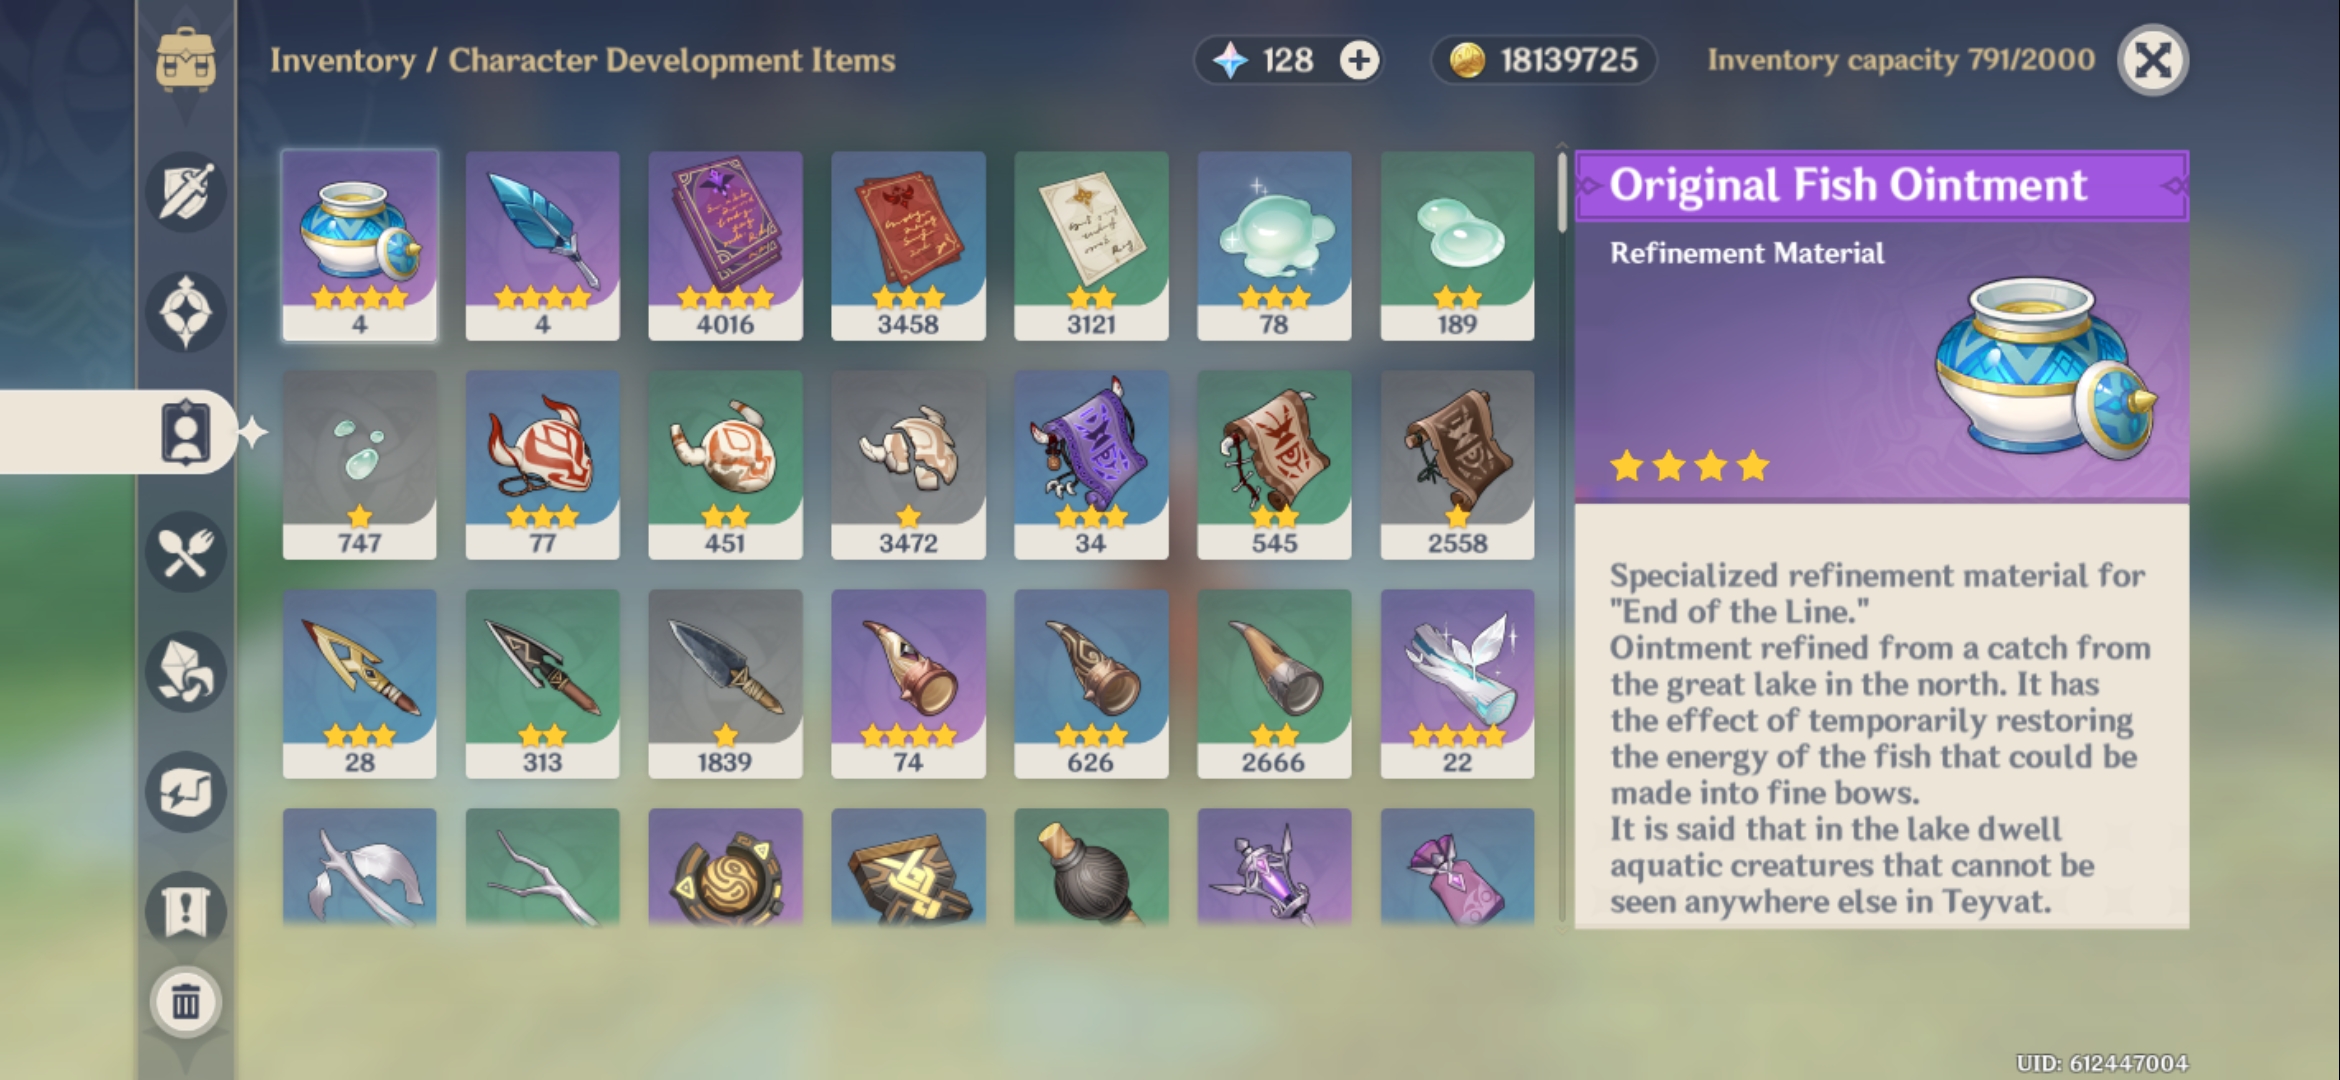 Inventory / Character Development Items
128
18139725
Inventory capacity 791/2000
4
4
4016
3458
3121
78
189
747
77
451
3472
34
545
2558
28
313
1839
74
626
2666
22
Original Fish Ointment
Refinement Material
Specialized refinement material for
"End of the Line."
Ointment refined from a catch from
the great lake in the north. It has
the effect of temporarily restoring
the energy of the fish that could be
made into fine bows.
It is said that in the lake dwell
aquatic creatures that cannot be
seen anywhere else in Teyvat.
UID: 612447004